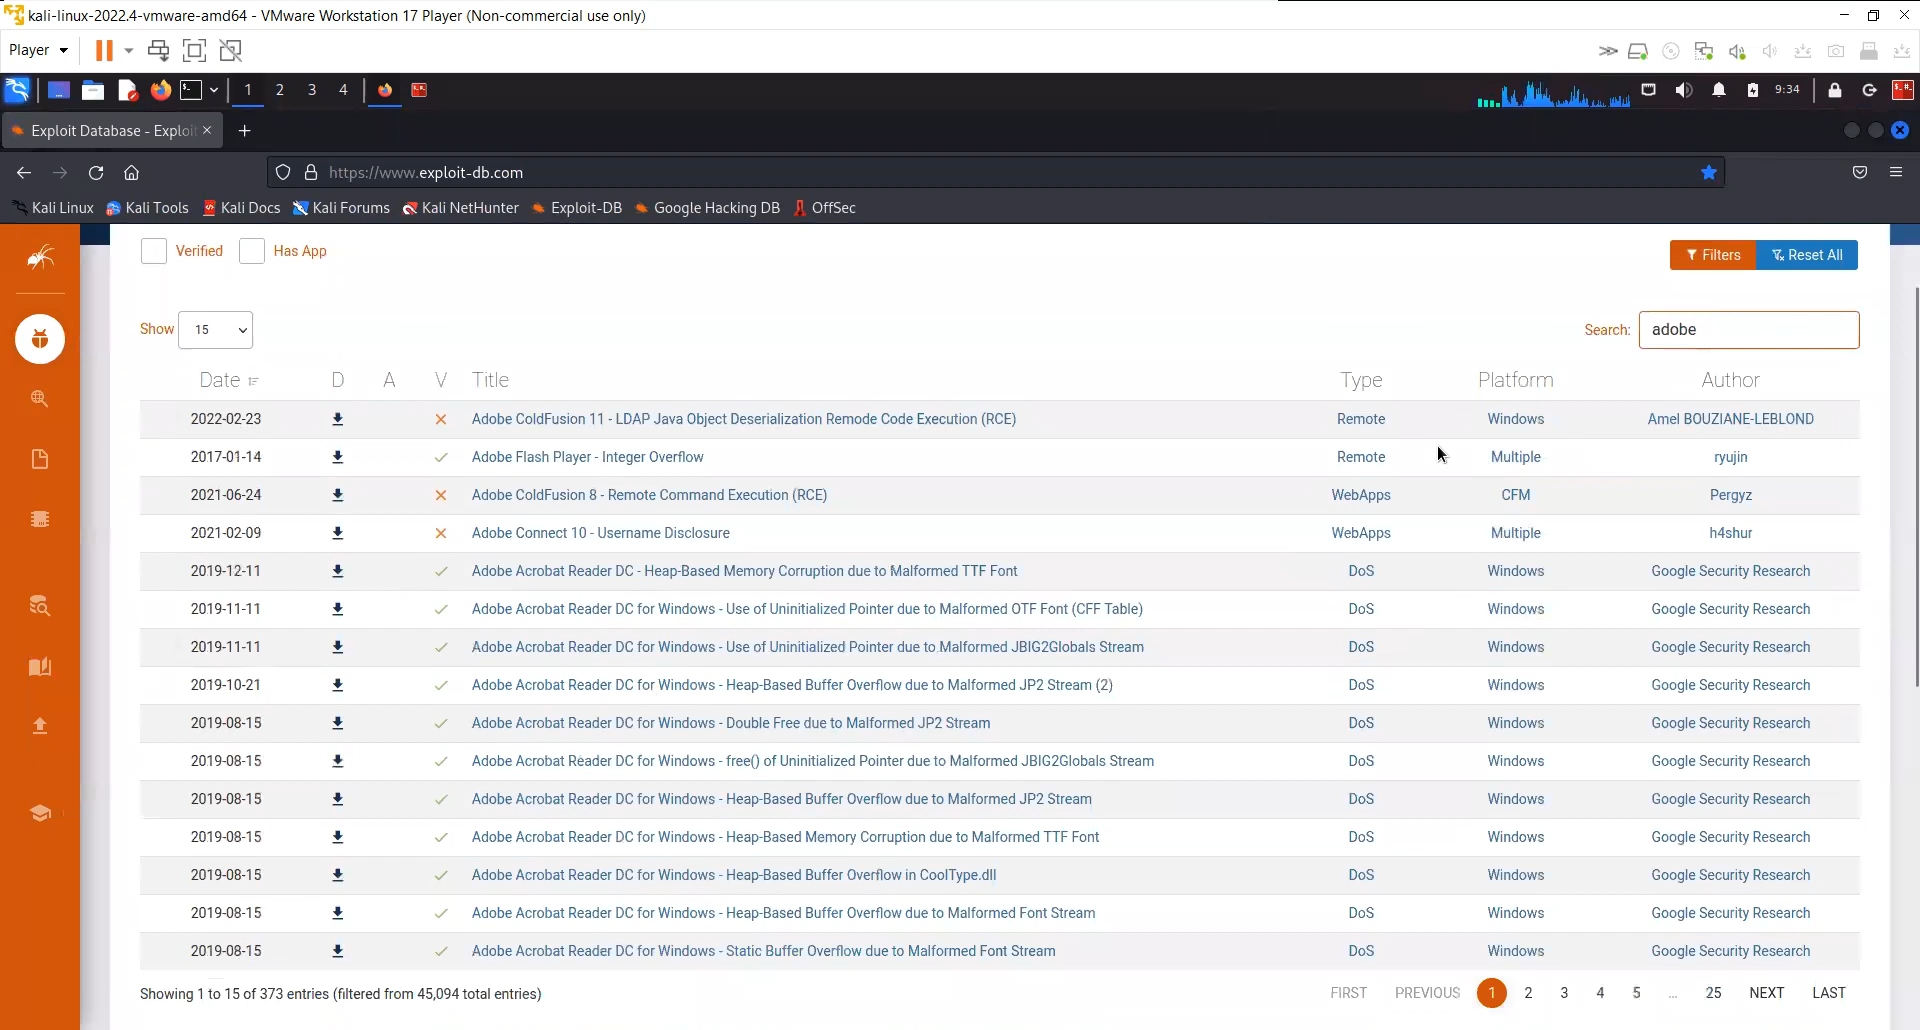 kali-linux-2022.4-vmware-amd64 - VMware Workstation 17 Player (Non-commercial use only)
Player
1 2 3 4 9:34
Exploit Database - Exploi
https://www.exploit-db.com
Kali Linux Kali Tools Kali Docs Kali Forums Kali NetHunter Exploit-DB Google Hacking DB OffSec
Verified Has App Filters Reset All
Show 15 Search: adobe
Date D A V Title Type Platform Author
2022-02-23 Adobe ColdFusion 11 - LDAP Java Object Deserialization Remode Code Execution (RCE) Remote Windows Amel BOUZIANE-LEBLOND
2017-01-14 Adobe Flash Player - Integer Overflow Remote Multiple ryujin
2021-06-24 Adobe ColdFusion 8 - Remote Command Execution (RCE) WebApps CFM Pergyz
2021-02-09 Adobe Connect 10 - Username Disclosure WebApps Multiple h4shur
2019-12-11 Adobe Acrobat Reader DC - Heap-Based Memory Corruption due to Malformed TTF Font DoS Windows Google Security Research
2019-11-11 Adobe Acrobat Reader DC for Windows - Use of Uninitialized Pointer due to Malformed OTF Font (CFF Table) DoS Windows Google Security Research
2019-11-11 Adobe Acrobat Reader DC for Windows - Use of Uninitialized Pointer due to Malformed JBIG2Globals Stream DoS Windows Google Security Research
2019-10-21 Adobe Acrobat Reader DC for Windows - Heap-Based Buffer Overflow due to Malformed JP2 Stream (2) DoS Windows Google Security Research
2019-08-15 Adobe Acrobat Reader DC for Windows - Double Free due to Malformed JP2 Stream DoS Windows Google Security Research
2019-08-15 Adobe Acrobat Reader DC for Windows - free() of Uninitialized Pointer due to Malformed JBIG2Globals Stream DoS Windows Google Security Research
2019-08-15 Adobe Acrobat Reader DC for Windows - Heap-Based Buffer Overflow due to Malformed JP2 Stream DoS Windows Google Security Research
2019-08-15 Adobe Acrobat Reader DC for Windows - Heap-Based Memory Corruption due to Malformed TTF Font DoS Windows Google Security Research
2019-08-15 Adobe Acrobat Reader DC for Windows - Heap-Based Buffer Overflow in CoolType.dll DoS Windows Google Security Research
2019-08-15 Adobe Acrobat Reader DC for Windows - Heap-Based Buffer Overflow due to Malformed Font Stream DoS Windows Google Security Research
2019-08-15 Adobe Acrobat Reader DC for Windows - Static Buffer Overflow due to Malformed Font Stream DoS Windows Google Security Research
Showing 1 to 15 of 373 entries (filtered from 45,094 total entries) FIRST PREVIOUS 1 2 3 4 5 … 25 NEXT LAST